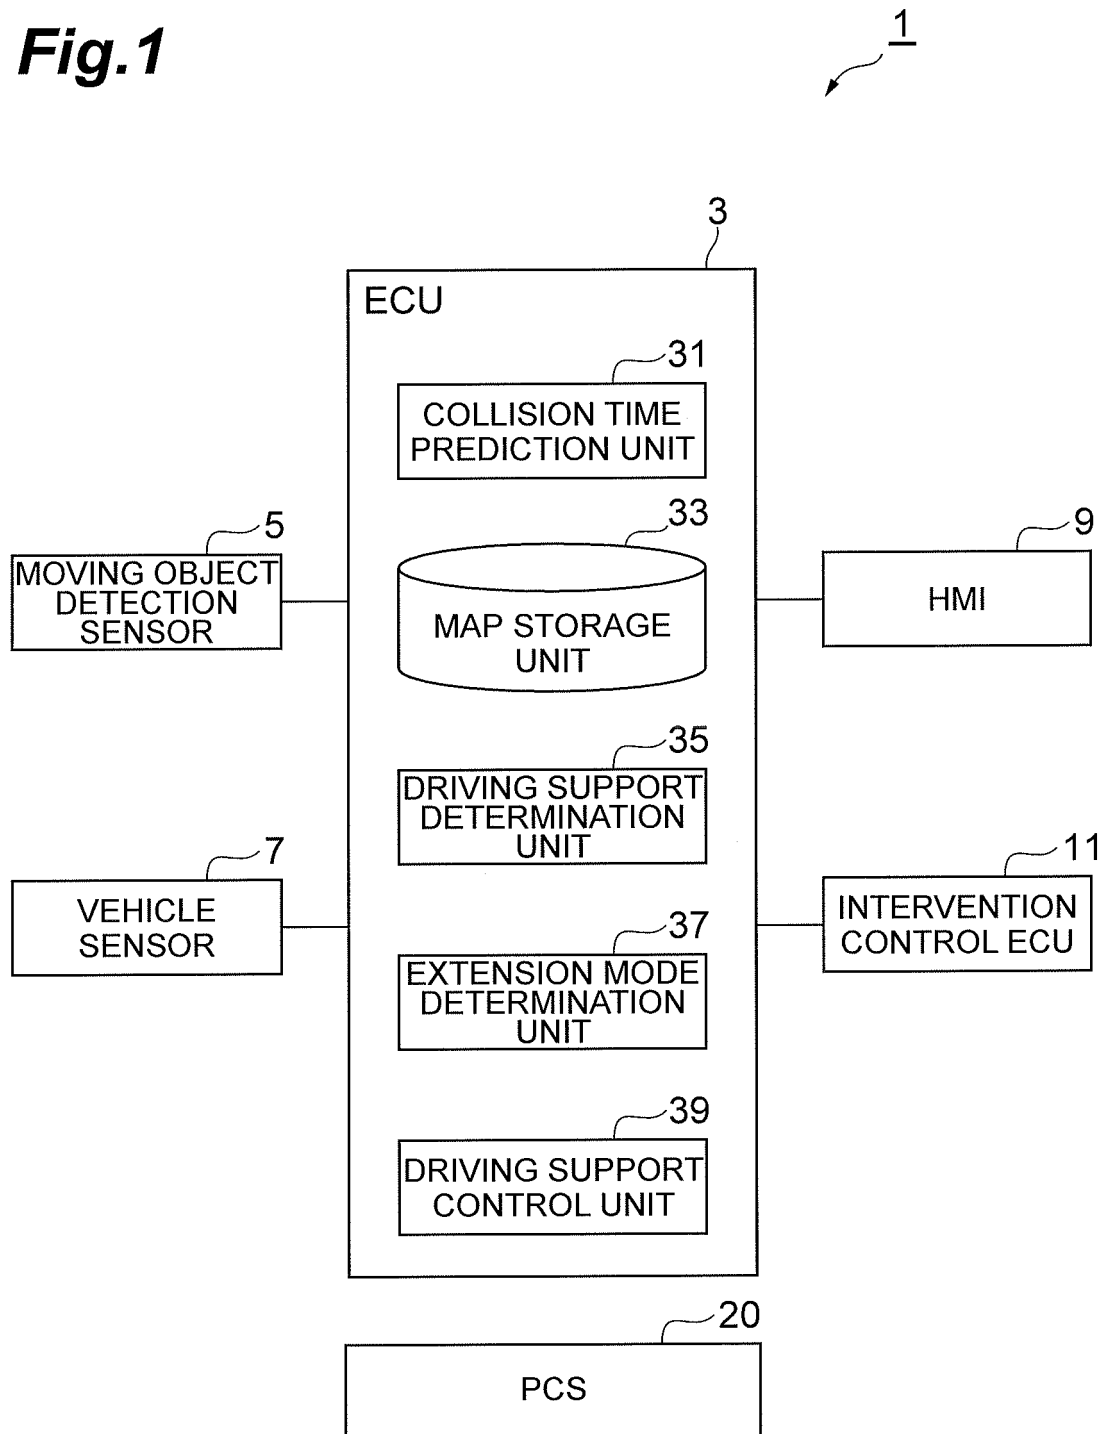 Fig.1
1
3
ECU
31
COLLISION TIME
PREDICTION UNIT
33
MAP STORAGE
UNIT
5
MOVING OBJECT
DETECTION
SENSOR
9
HMI
35
DRIVING SUPPORT
DETERMINATION
UNIT
7
VEHICLE
SENSOR
11
INTERVENTION
CONTROL ECU
37
EXTENSION MODE
DETERMINATION
UNIT
39
DRIVING SUPPORT
CONTROL UNIT
20
PCS